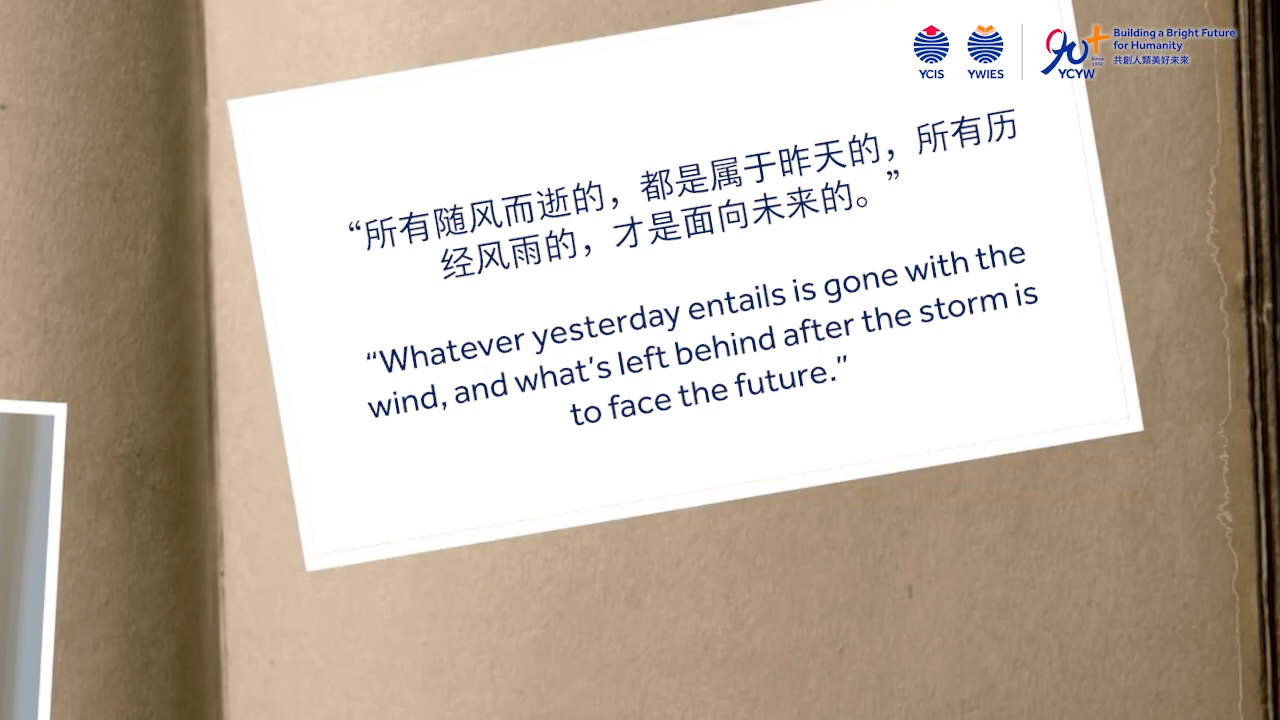 YCIS
YWIES
90+
Since 1932
YCYW
Building a Bright Future
for Humanity
共創人類美好未來
“所有随风而逝的，都是属于昨天的，所有历
经风雨的，才是面向未来的。”
“Whatever yesterday entails is gone with the
wind, and what's left behind after the storm is
to face the future.”